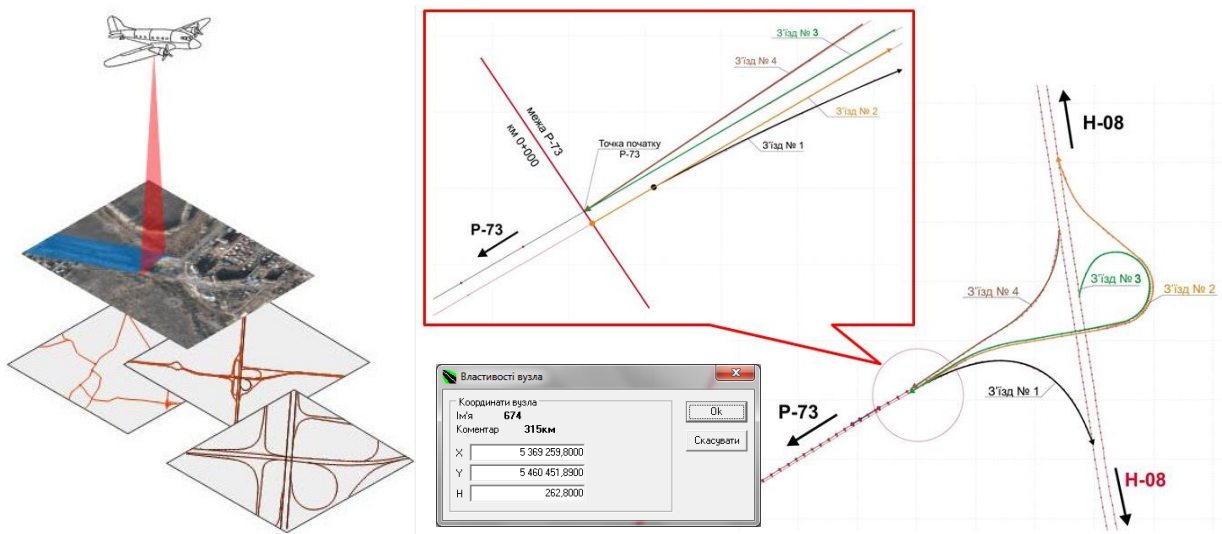 З'їзд № 3
З'їзд № 4
З'їзд № 2
З'їзд № 1
межа Р-73
км 0+000
Точка початку
Р-73
Р-73
Н-08
З'їзд № 3
З'їзд № 4
З'їзд № 2
З'їзд № 1
Р-73
Н-08
Властивості вузла
Координати вузла
Ім'я 674
Коментар 315км
X 5 369 259,8000
Y 5 460 451,8900
H 262,8000
Ok
Скасувати